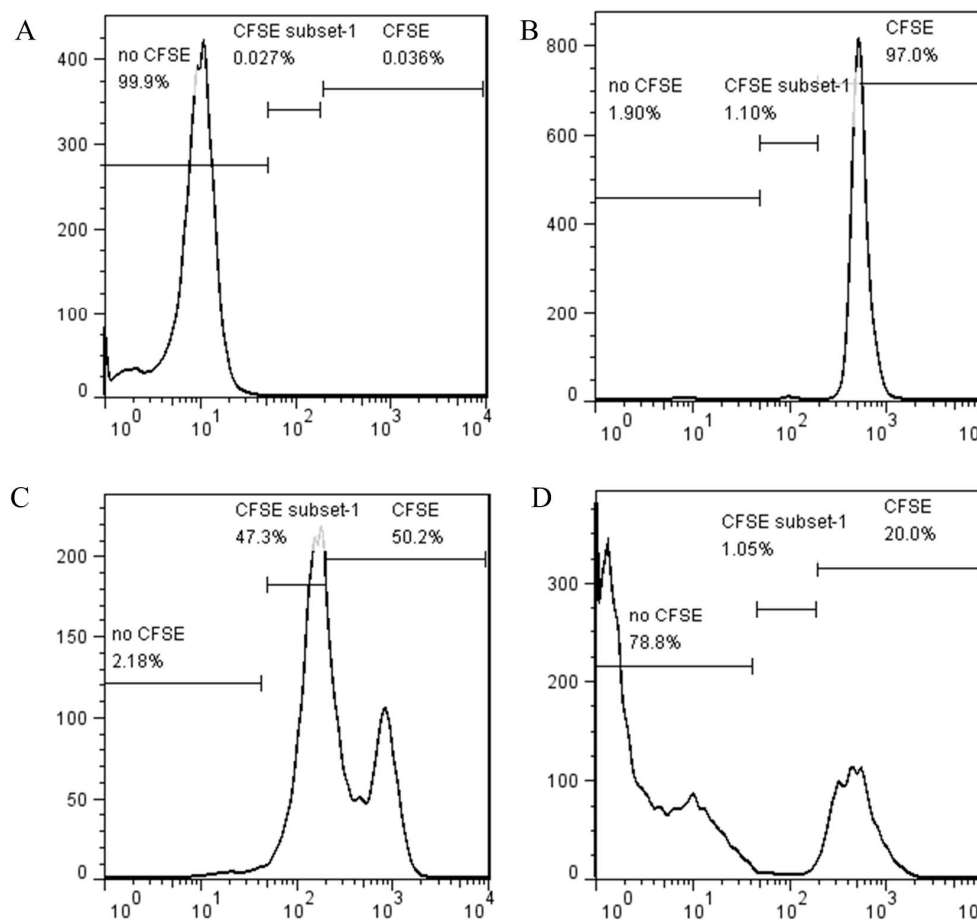 A
CFSE subset-1 CFSE
no CFSE 0.027% 0.036%
99.9%
400
300
200
100
0
10^0 10^1 10^2 10^3 10^4
B
CFSE
97.0%
no CFSE CFSE subset-1
1.90% 1.10%
800
600
400
200
0
10^0 10^1 10^2 10^3
C
CFSE subset-1 CFSE
47.3% 50.2%
no CFSE
2.18%
200
150
100
50
0
10^0 10^1 10^2 10^3 10^4
D
CFSE
CFSE subset-1 20.0%
1.05%
no CFSE
78.8%
300
200
100
0
10^0 10^1 10^2 10^3